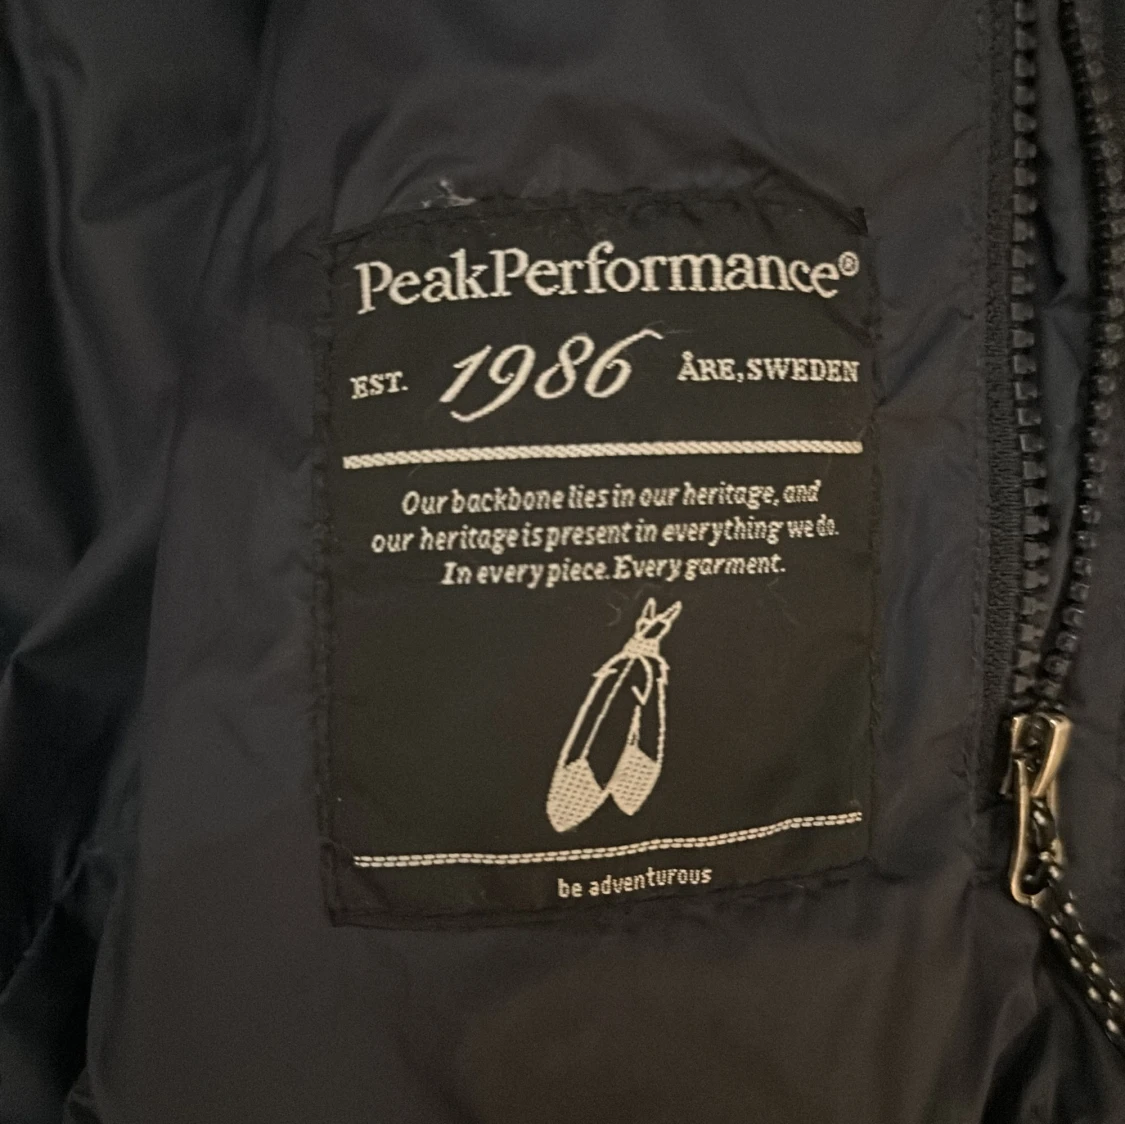 PeakPerformance®
EST. 1986 ÅRE, SWEDEN
Our backbone lies in our heritage, and
our heritage is present in everything we do.
In every piece. Every garment.
be adventurous